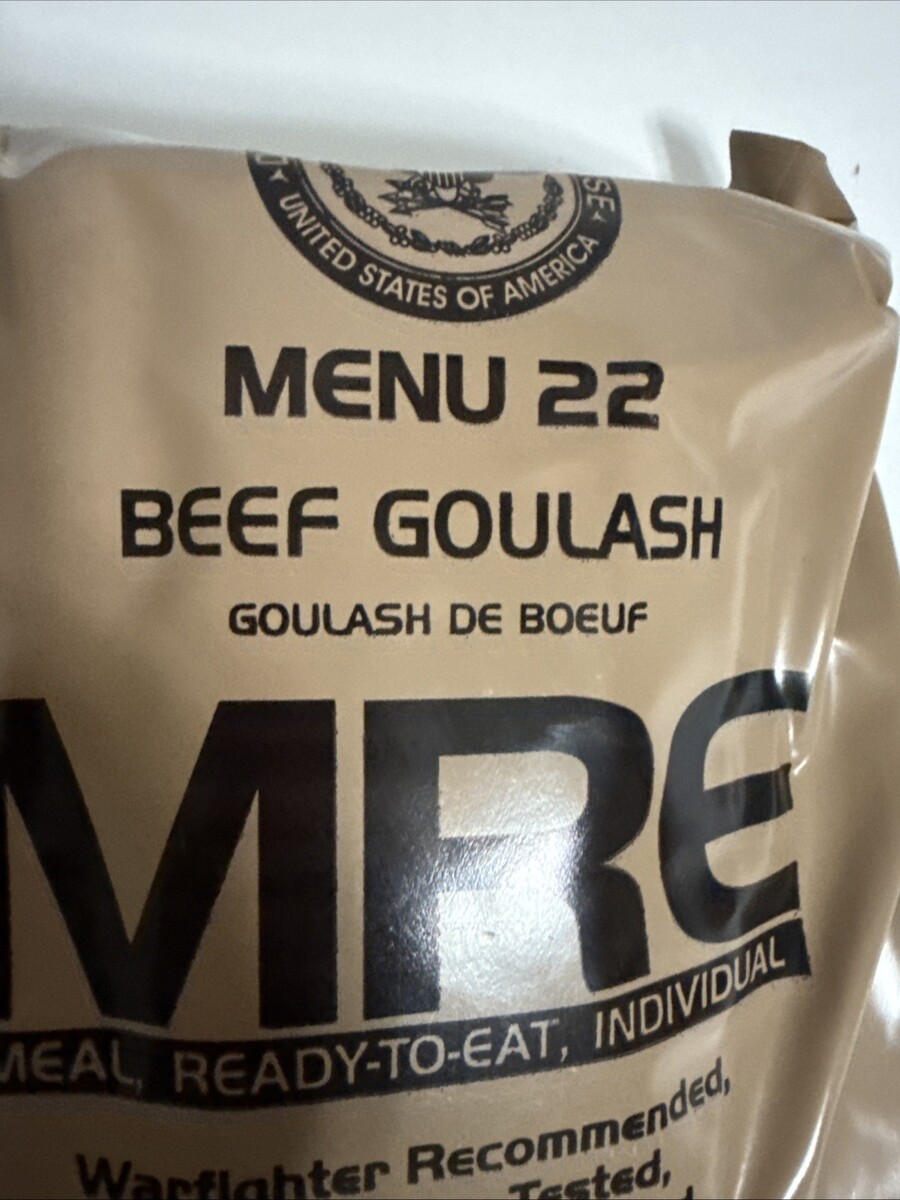 UNITED STATES OF AMERICA
MENU 22
BEEF GOULASH
GOULASH DE BOEUF
MRE
MEAL, READY-TO-EAT, INDIVIDUAL
Warfighter Recommended,
Tested,